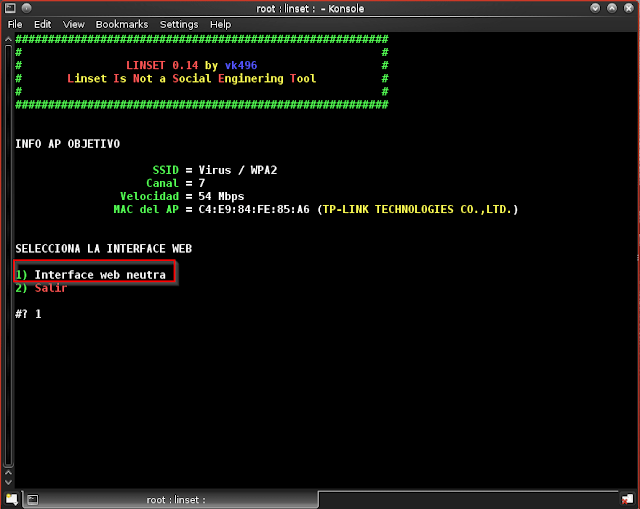 root : linset : - Konsole
File Edit View Bookmarks Settings Help
#########################################################
# #
# LINSET 0.14 by vk496 #
# Linset Is Not a Social Enginering Tool #
# #
#########################################################
INFO AP OBJETIVO
SSID = Virus / WPA2
Canal = 7
Velocidad = 54 Mbps
MAC del AP = C4:E9:84:FE:85:A6 (TP-LINK TECHNOLOGIES CO.,LTD.)
SELECCIONA LA INTERFACE WEB
1) Interface web neutra
2) Salir
#? 1
root : linset :